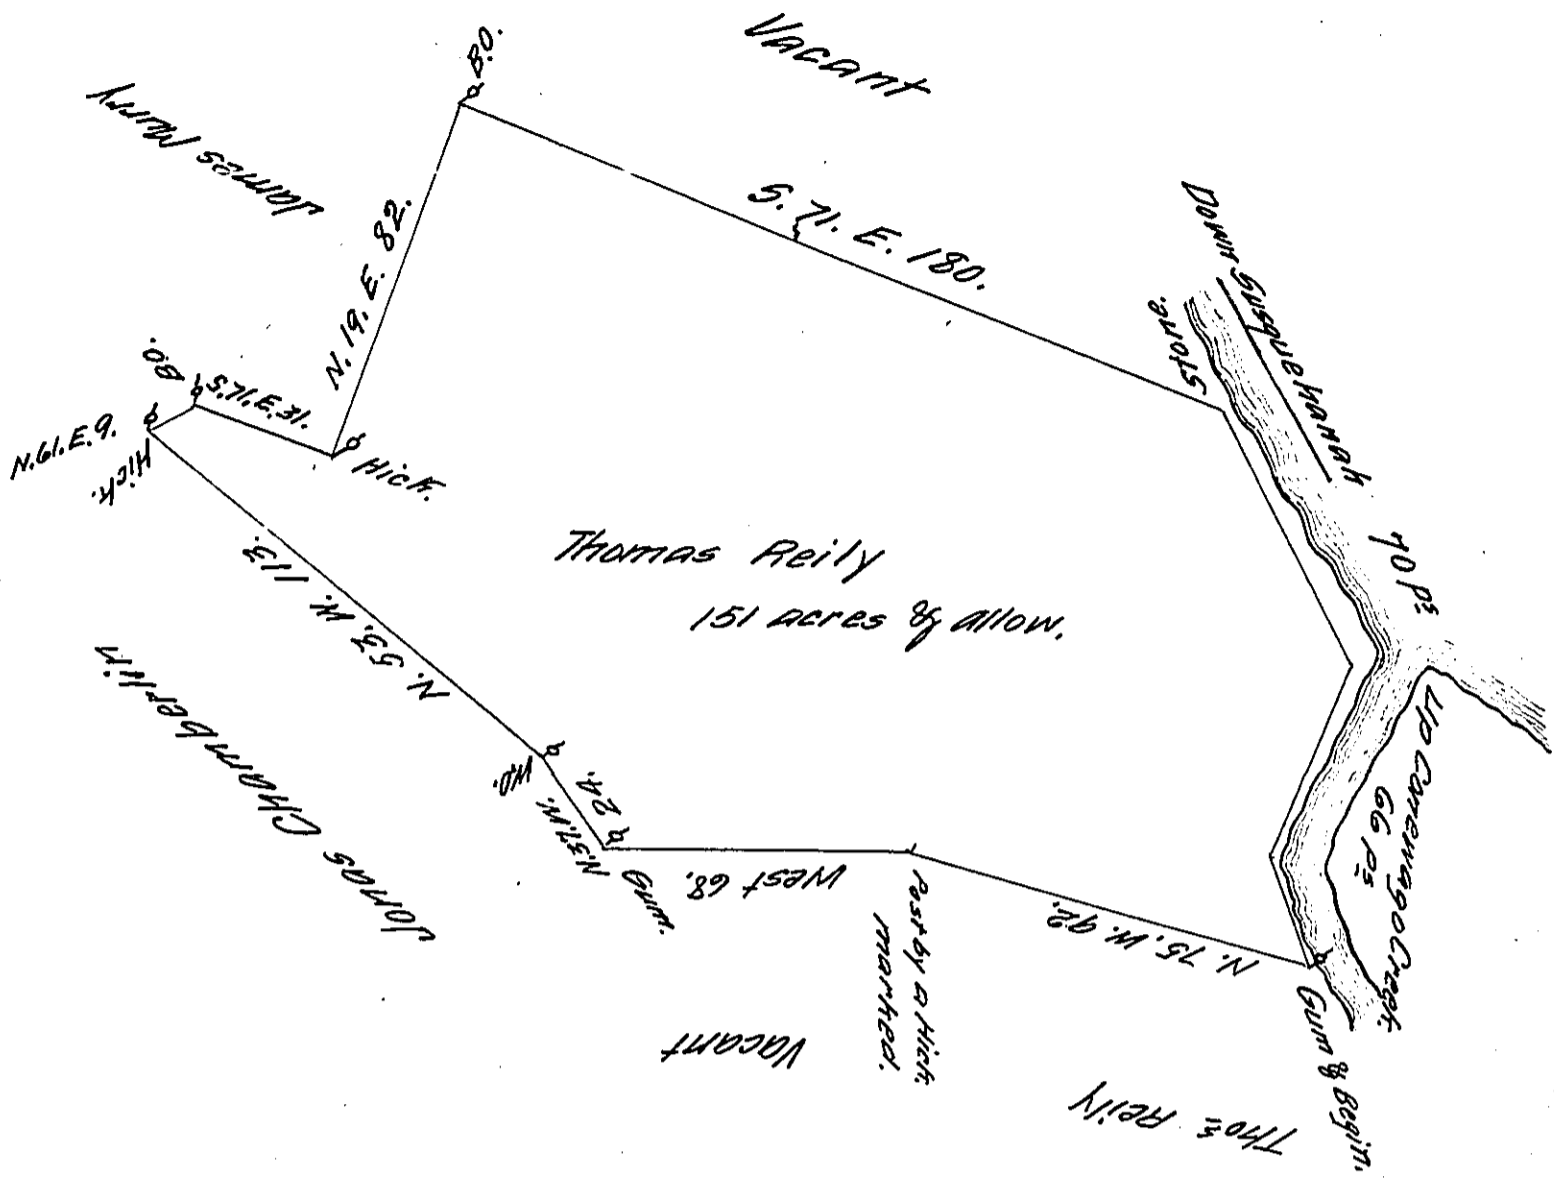 Vacant
B.O.
James Murry
N. 19. E. 82.
S. 71. E. 180.
Down Susquehanah
70 ps
Stone.
B.O.
S.71.E.31.
N.61.E.9.
Hick.
Hick.
Thomas Reily
151 acres & allow.
N. 53. W. 113.
Jonas Chamberlin
W.O.
N.37.W. 24.
Gum
West 68.
Post by a Hick.
marked.
N. 75. W. 92.
Up Conewago Creek.
66 ps
Gum & Begin.
Vacant
Thos Reily